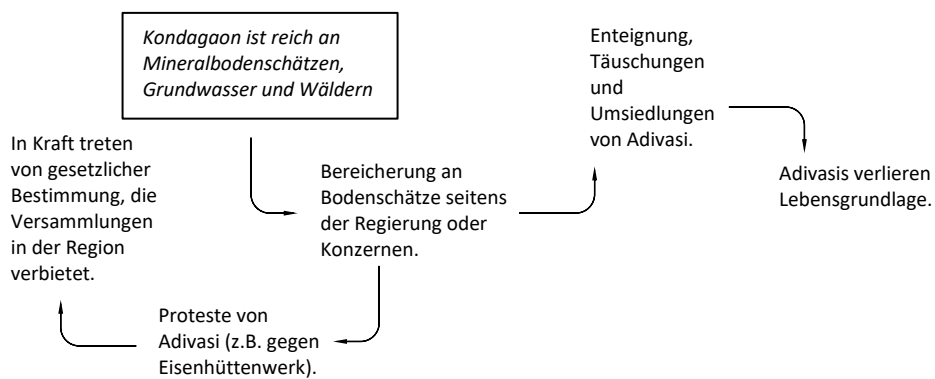 Kondagaon ist reich an
Mineralbodenschätzen,
Grundwasser und Wäldern
Bereicherung an
Bodenschätze seitens
der Regierung oder
Konzernen.
Enteignung,
Täuschungen
und
Umsiedlungen
von Adivasi.
Adivasis verlieren
Lebensgrundlage.
Proteste von
Adivasi (z.B. gegen
Eisenhüttenwerk).
In Kraft treten
von gesetzlicher
Bestimmung, die
Versammlungen
in der Region
verbietet.